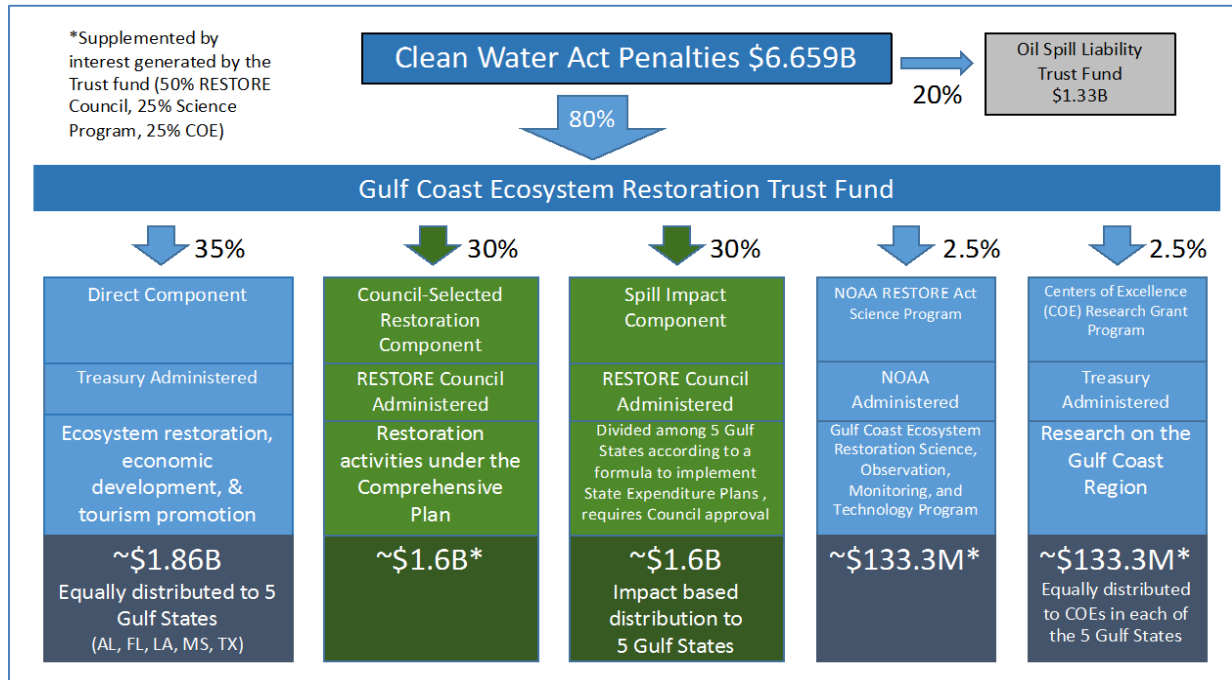 *Supplemented by
interest generated by the
Trust fund (50% RESTORE
Council, 25% Science
Program, 25% COE)
Clean Water Act Penalties $6.659B
20%
Oil Spill Liability
Trust Fund
$1.33B
80%
Gulf Coast Ecosystem Restoration Trust Fund
35%
30%
30%
2.5%
2.5%
Direct Component
Treasury Administered
Ecosystem restoration,
economic
development, &
tourism promotion
~$1.86B
Equally distributed to 5
Gulf States
(AL, FL, LA, MS, TX)
Council-Selected
Restoration
Component
RESTORE Council
Administered
Restoration
activities under the
Comprehensive
Plan
~$1.6B*
Spill Impact
Component
RESTORE Council
Administered
Divided among 5 Gulf
States according to a
formula to implement
State Expenditure Plans ,
requires Council approval
~$1.6B
Impact based
distribution to
5 Gulf States
NOAA RESTORE Act
Science Program
NOAA
Administered
Gulf Coast Ecosystem
Restoration Science,
Observation,
Monitoring, and
Technology Program
~$133.3M*
Centers of Excellence
(COE) Research Grant
Program
Treasury
Administered
Research on the
Gulf Coast
Region
~$133.3M*
Equally distributed
to COEs in each of
the 5 Gulf States